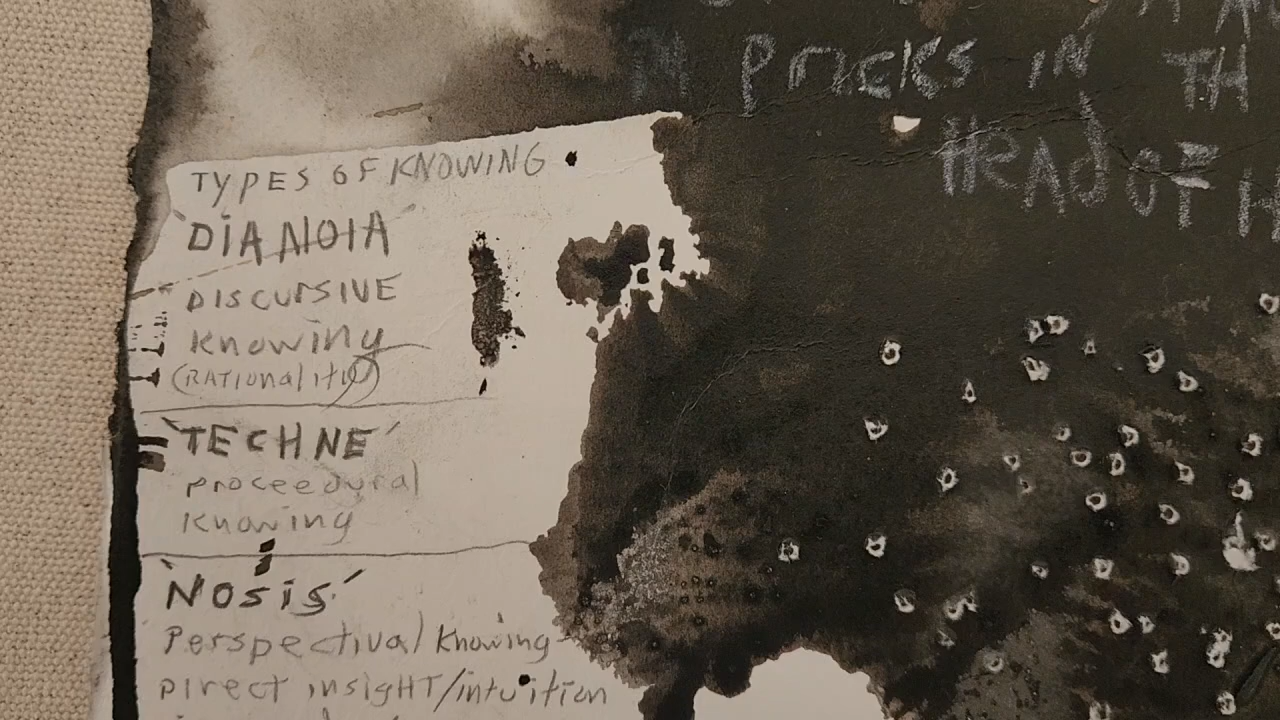 PrICKS IN TH
HEAD OF H
TYPES OF KNOWING
'DIANOIA'
DISCURSIVE
Knowing
(RATIONality)
'TECHNE'
proceedural
Knowing
'NOSIS'
Perspectival Knowing
DIRECT insigHT/intuition